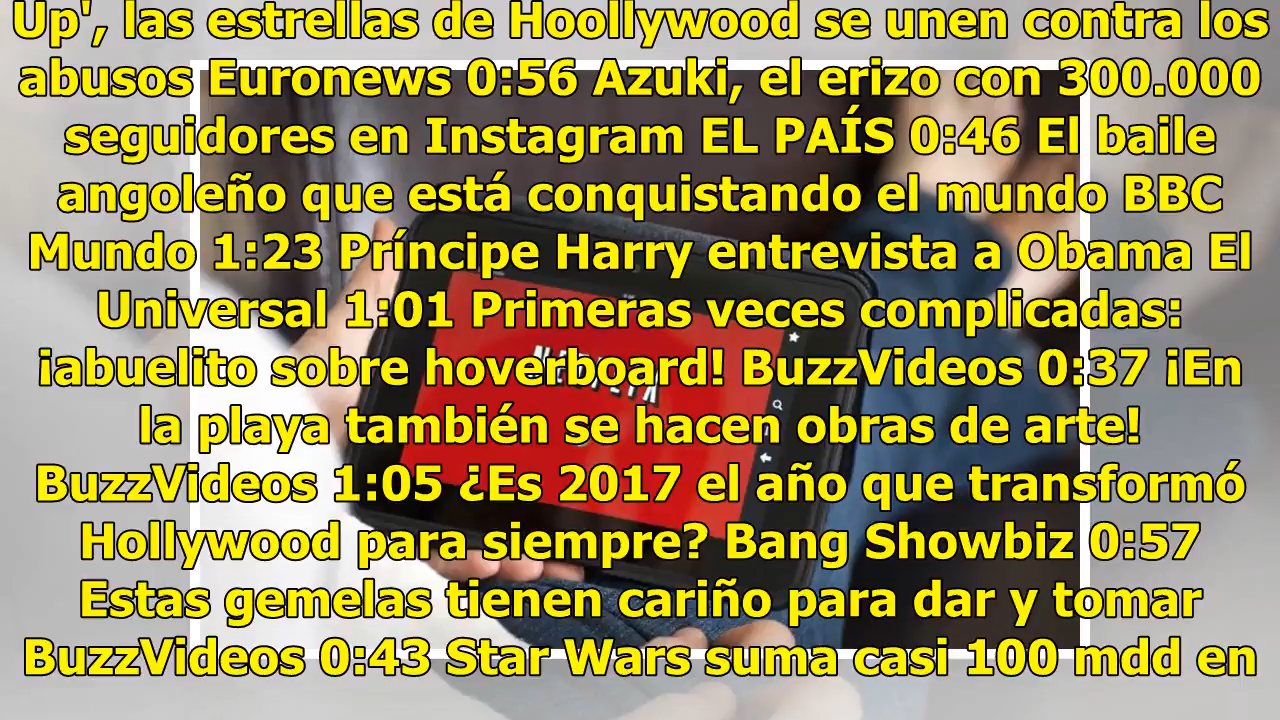 Up', las estrellas de Hoollywood se unen contra los
abusos Euronews 0:56 Azuki, el erizo con 300.000
seguidores en Instagram EL PAÍS 0:46 El baile
angoleño que está conquistando el mundo BBC
Mundo 1:23 Príncipe Harry entrevista a Obama El
Universal 1:01 Primeras veces complicadas:
¡abuelito sobre hoverboard! BuzzVideos 0:37 ¡En
la playa también se hacen obras de arte!
BuzzVideos 1:05 ¿Es 2017 el año que transformó
Hollywood para siempre? Bang Showbiz 0:57
Estas gemelas tienen cariño para dar y tomar
BuzzVideos 0:43 Star Wars suma casi 100 mdd en